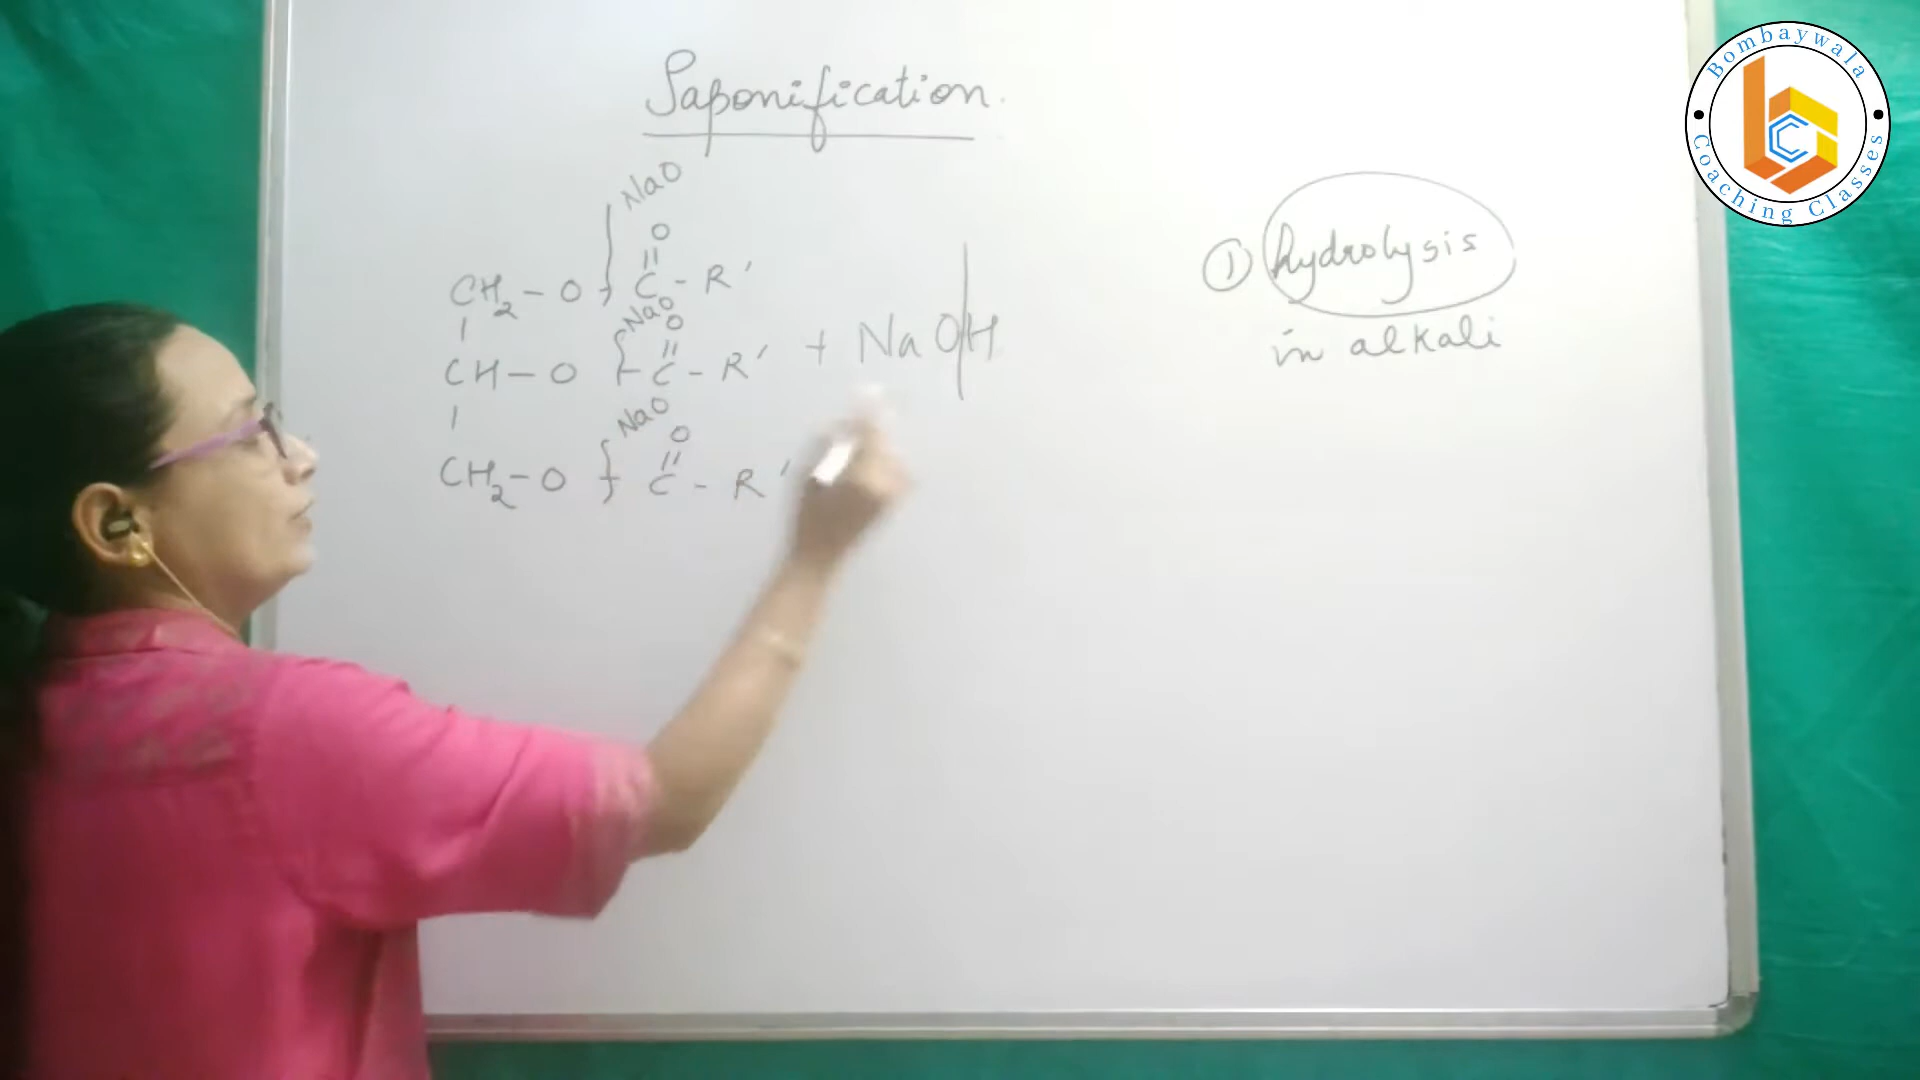 Saponification.
NaO
O
||
CH2 - O - C - R'
|
NaO
O
||
CH - O - C - R' + NaOH
|
NaO
O
||
CH2 - O - C - R'
① hydrolysis
in alkali
Bombaywala
Coaching Classes